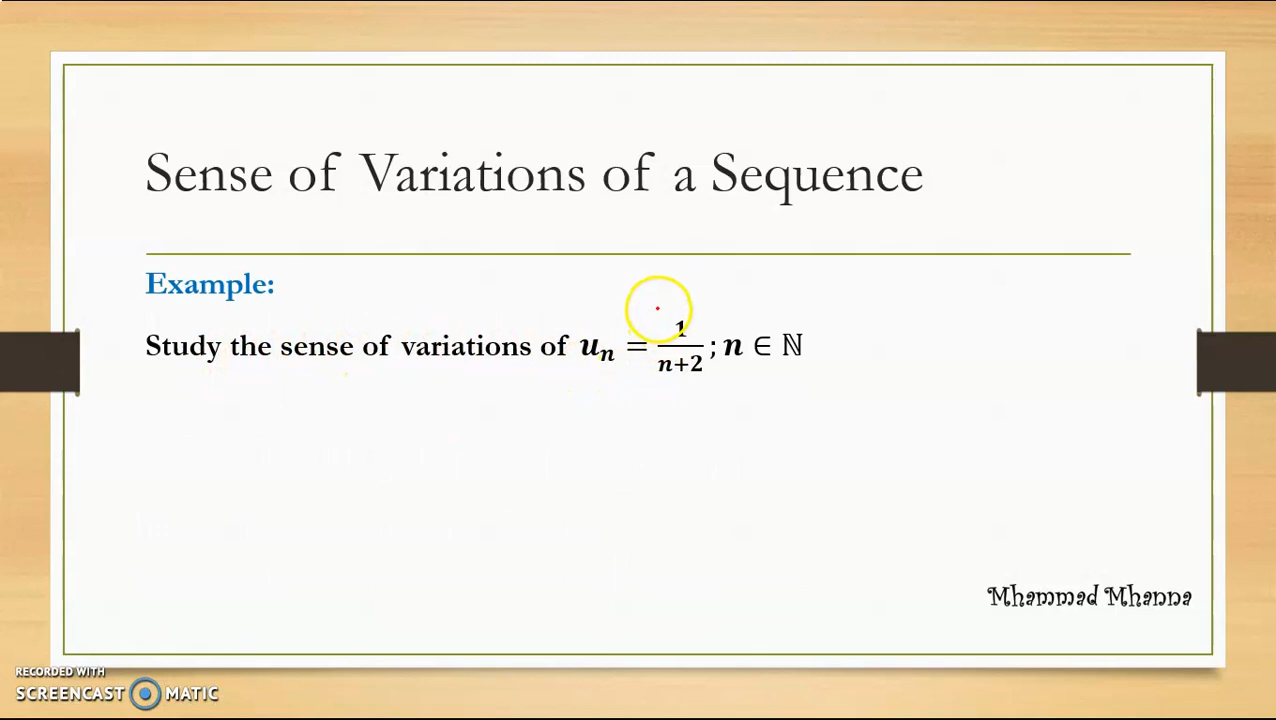 Sense of Variations of a Sequence
Example:
Study the sense of variations of uₙ = 1/(n+2) ; n ∈ ℕ
Mhammad Mhanna
RECORDED WITH
SCREENCAST MATIC